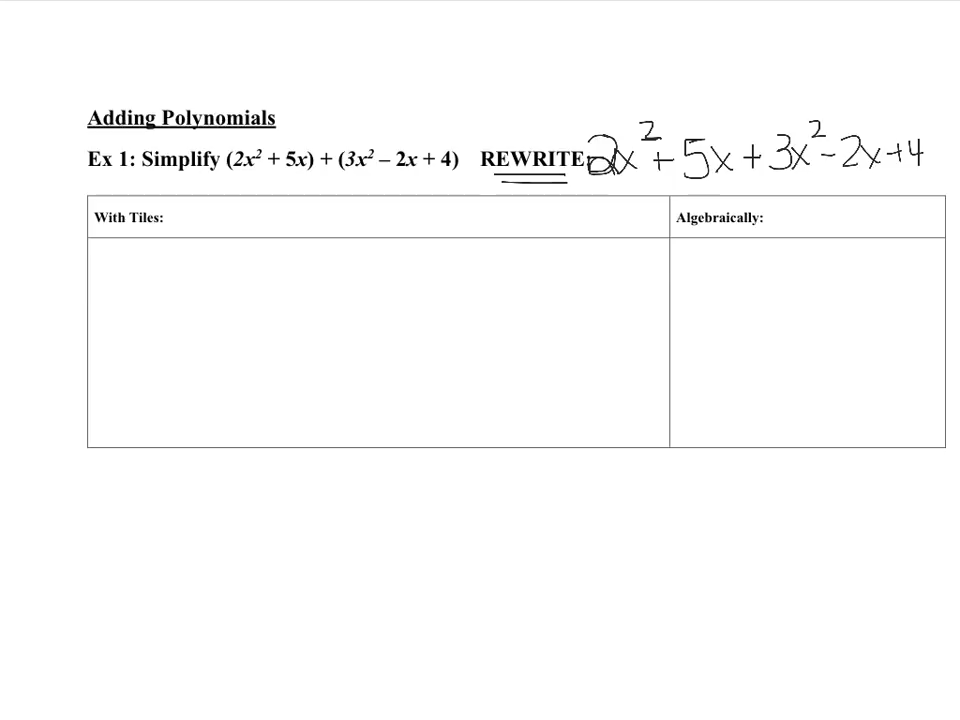 Adding Polynomials
Ex 1: Simplify (2x² + 5x) + (3x² – 2x + 4) REWRITE: 2x² + 5x + 3x² - 2x + 4
With Tiles: Algebraically: